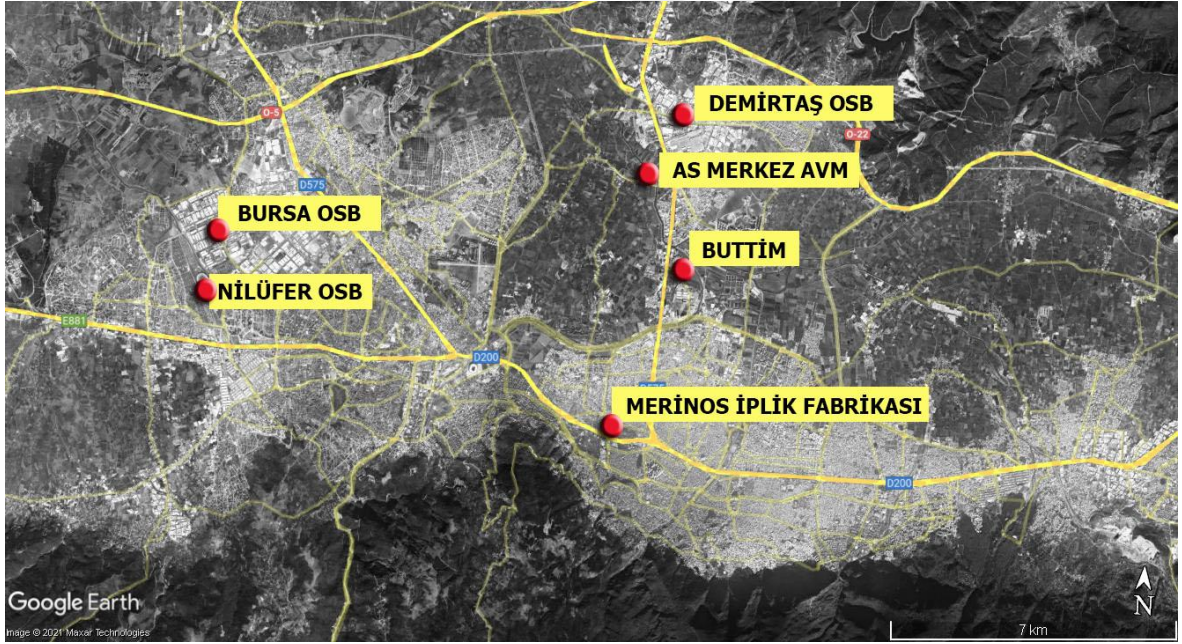 DEMİRTAŞ OSB
O-5
O-22
AS MERKEZ AVM
D575
BURSA OSB
BUTTİM
NİLÜFER OSB
E881
D200
D575
MERİNOS İPLİK FABRİKASI
D200
Google Earth
N
Image © 2021 Maxar Technologies
7 km